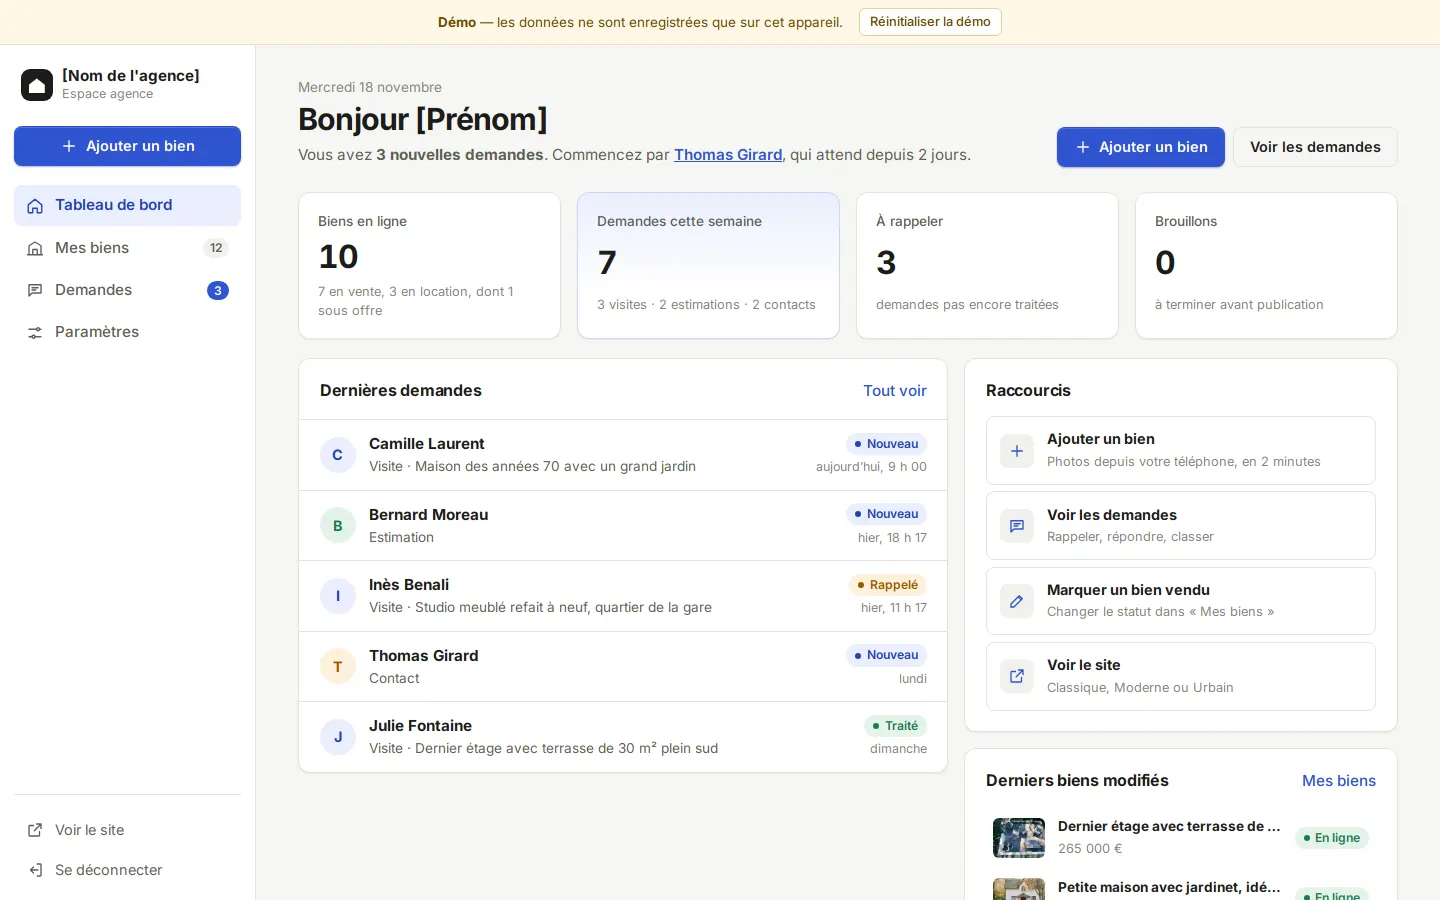 Démo — les données ne sont enregistrées que sur cet appareil.
Réinitialiser la démo
[Nom de l'agence]
Espace agence
Ajouter un bien
Tableau de bord
Mes biens
12
Demandes
3
Paramètres
Voir le site
Se déconnecter
Mercredi 18 novembre
Bonjour [Prénom]
Vous avez 3 nouvelles demandes. Commencez par Thomas Girard, qui attend depuis 2 jours.
Ajouter un bien
Voir les demandes
Biens en ligne
10
7 en vente, 3 en location, dont 1
sous offre
Demandes cette semaine
7
3 visites · 2 estimations · 2 contacts
À rappeler
3
demandes pas encore traitées
Brouillons
0
à terminer avant publication
Dernières demandes
Tout voir
C
Camille Laurent
Nouveau
Visite · Maison des années 70 avec un grand jardin
aujourd'hui, 9 h 00
B
Bernard Moreau
Nouveau
Estimation
hier, 18 h 17
I
Inès Benali
Rappelé
Visite · Studio meublé refait à neuf, quartier de la gare
hier, 11 h 17
T
Thomas Girard
Nouveau
Contact
lundi
J
Julie Fontaine
Traité
Visite · Dernier étage avec terrasse de 30 m² plein sud
dimanche
Raccourcis
Ajouter un bien
Photos depuis votre téléphone, en 2 minutes
Voir les demandes
Rappeler, répondre, classer
Marquer un bien vendu
Changer le statut dans « Mes biens »
Voir le site
Classique, Moderne ou Urbain
Derniers biens modifiés
Mes biens
Dernier étage avec terrasse de ...
265 000 €
En ligne
Petite maison avec jardinet, idé...
En ligne